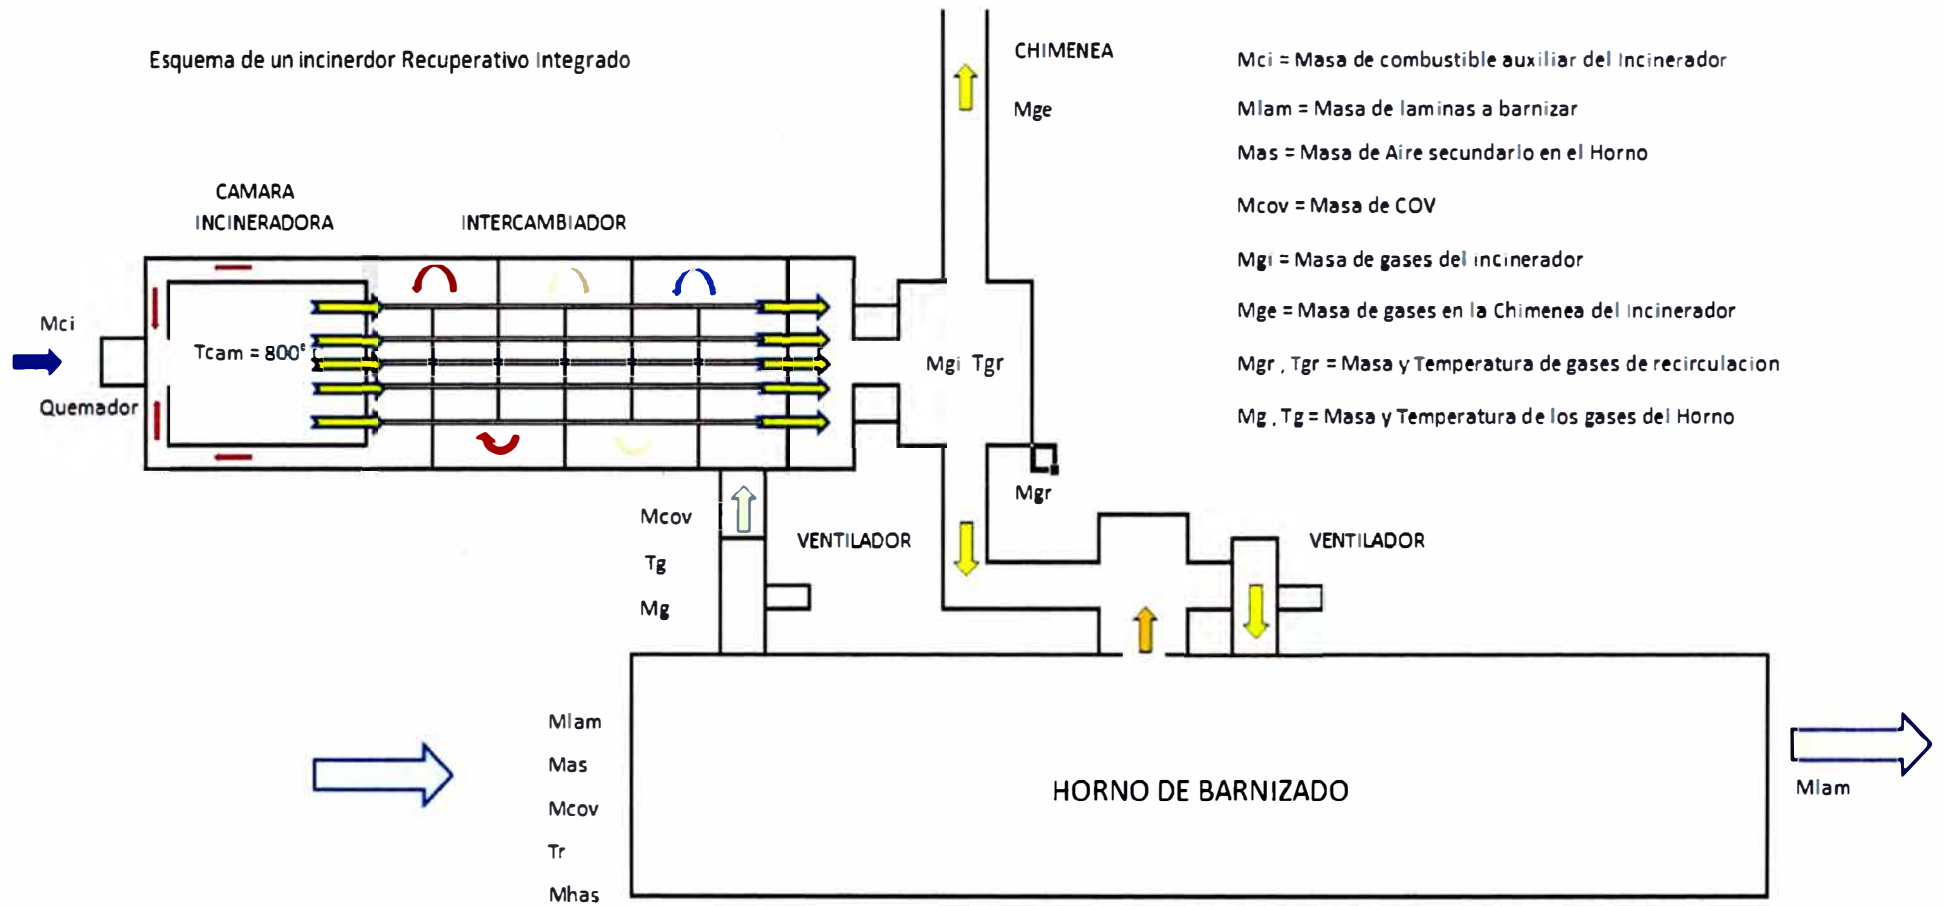 Esquema de un incinerdor Recuperativo Integrado
CHIMENEA
Mge
Mci = Masa de combustible auxiliar del Incinerador
Mlam = Masa de laminas a barnizar
Mas = Masa de Aire secundario en el Horno
Mcov = Masa de COV
Mgi = Masa de gases del incinerador
Mge = Masa de gases en la Chimenea del Incinerador
Mgr , Tgr = Masa y Temperatura de gases de recirculacion
Mg , Tg = Masa y Temperatura de los gases del Horno
CAMARA
INCINERADORA
INTERCAMBIADOR
Mci
Quemador
Tcam = 800°
Mgi Tgr
Mgr
Mcov
Tg
Mg
VENTILADOR
VENTILADOR
Mlam
Mas
Mcov
Tr
Mhas
HORNO DE BARNIZADO
Mlam